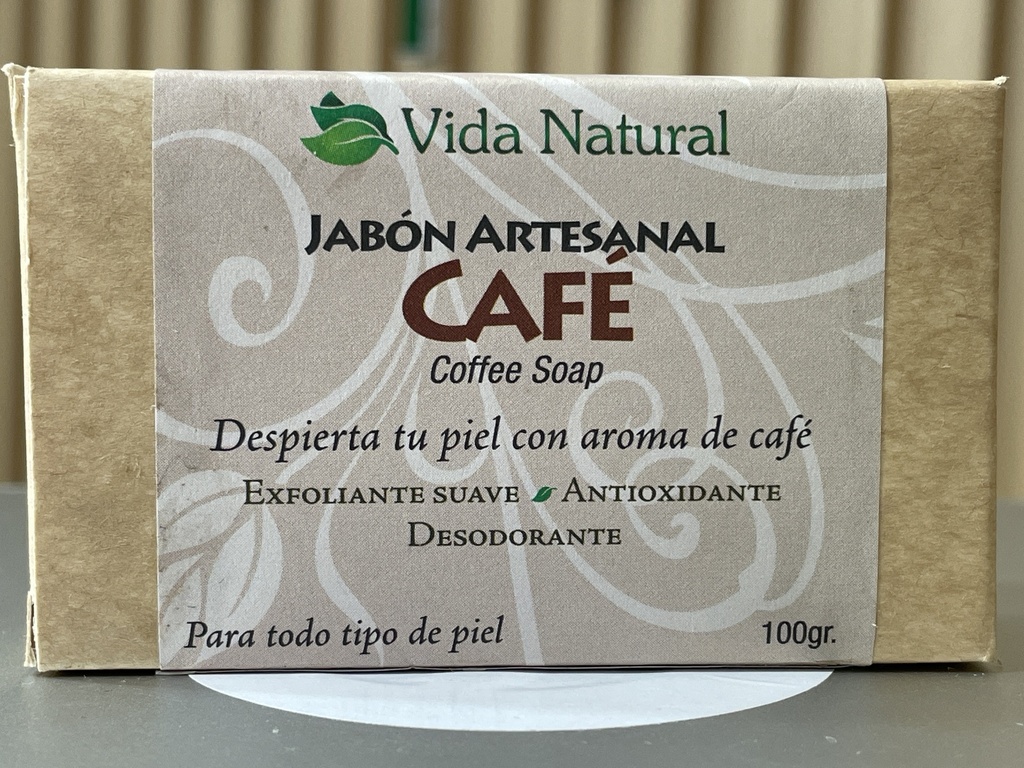 Vida Natural
JABÓN ARTESANAL
CAFÉ
Coffee Soap
Despierta tu piel con aroma de café
EXFOLIANTE SUAVE ANTIOXIDANTE
DESODORANTE
Para todo tipo de piel
100gr.